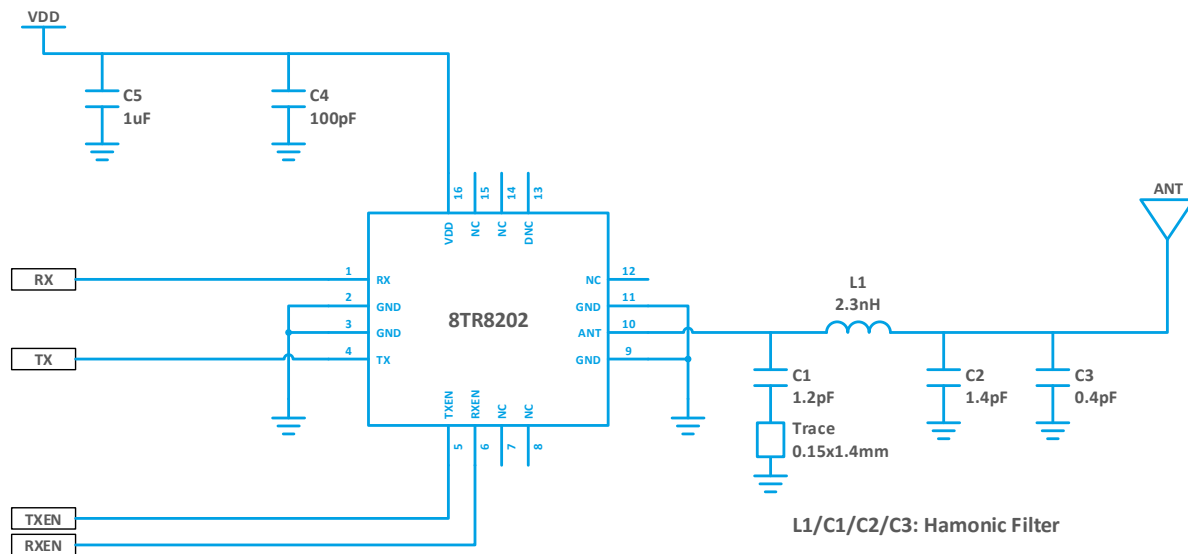 VDD
C5
1uF
C4
100pF
16
15
14
13
VDD
NC
NC
DNC
ANT
RX
1
RX
NC
12
2
GND
GND
11
L1
2.3nH
3
GND
8TR8202
ANT
10
TX
4
TX
GND
9
C1
1.2pF
C2
1.4pF
C3
0.4pF
TXEN
RXEN
NC
NC
Trace
0.15x1.4mm
5
6
7
8
TXEN
L1/C1/C2/C3: Hamonic Filter
RXEN